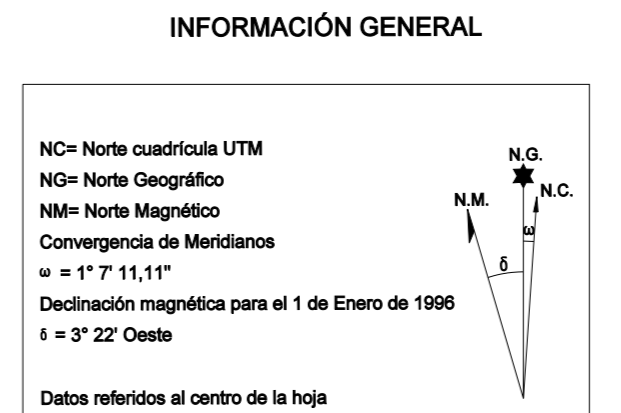 INFORMACIÓN GENERAL
NC= Norte cuadrícula UTM
NG= Norte Geográfico
NM= Norte Magnético
Convergencia de Meridianos
ω = 1° 7' 11,11"
Declinación magnética para el 1 de Enero de 1996
δ = 3° 22' Oeste
Datos referidos al centro de la hoja
N.G.
N.C.
N.M.
ω
δ